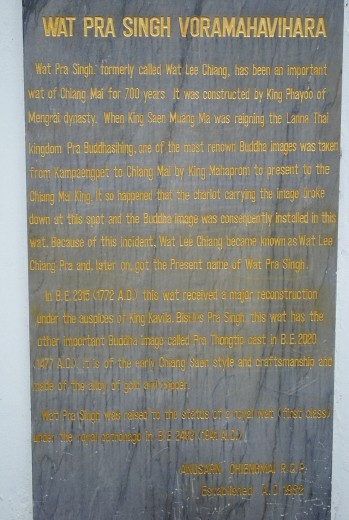 WAT PRA SINGH VORAMAHAVIHARA
Wat Pra Singh, formerly called Wat Lee Chiang, has been an important
wat of Chiang Mai for 700 years. It was constructed by King Phayoo of
Mengrai dynasty. When King Saen Muang Ma was reigning the Lanna Thai
kingdom Pra Buddhasihing, one of the mast renown Buddha images was taken
from Kampaengpet to Chiang Mai by King Mahaprom to present to the
Chiang Mai King. It so happened that the chariot carrying the image broke
down at this spot and the Buddha image was consequently installed in this
wat. Because of this incident, Wat Lee Chiang became known as Wat Lee
Chiang Pra and, later on, got the Present name of Wat Pra Singh.
In B.E. 2315 (1772 A.D.) this wat received a major reconstruction
under the auspices of King Kavila. Pra Singh, this wat has the
other important Buddha image called Pra Thongtip cast in B.E. 2020
(1477 A.D.). It is of the early Chiang Saen style and craftsmanship and
made of the alloy of gold and copper.
Wat Pra Singh was raised to the status of a royal wat (first class)
under the royal patronage in B.E. (A.D.).
ANUSARN CHIENGMAI R.O.P.
A.D.